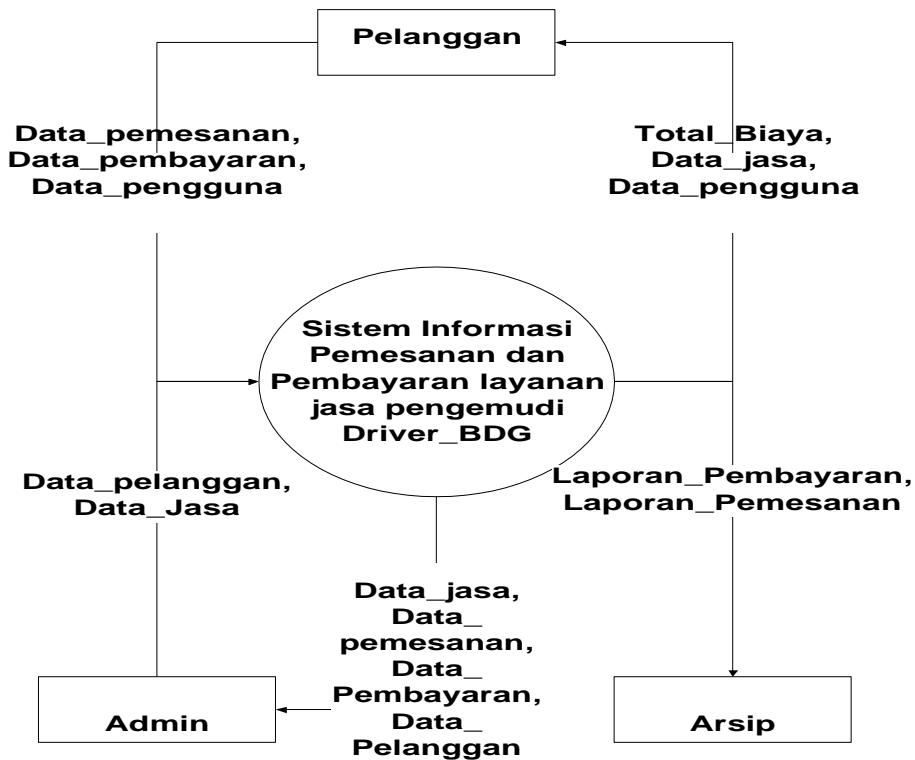 Pelanggan
Data_pemesanan,
Data_pembayaran,
Data_pengguna
Total_Biaya,
Data_jasa,
Data_pengguna
Sistem Informasi
Pemesanan dan
Pembayaran layanan
jasa pengemudi
Driver_BDG
Data_pelanggan,
Data_Jasa
Laporan_Pembayaran,
Laporan_Pemesanan
Data_jasa,
Data_
pemesanan,
Data_
Pembayaran,
Data_
Pelanggan
Admin
Arsip